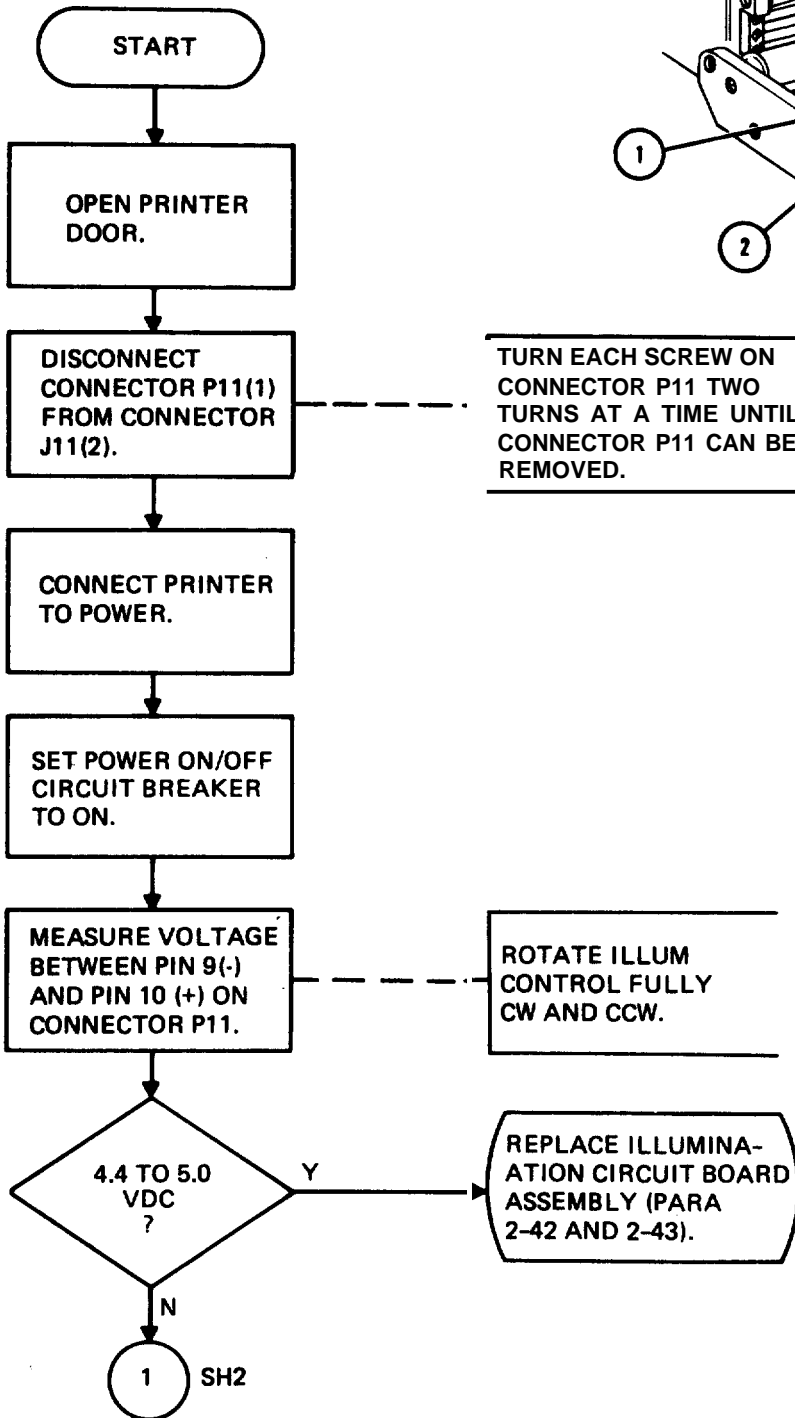 START
OPEN PRINTER
DOOR.
1
2
DISCONNECT
CONNECTOR P11(1)
FROM CONNECTOR
J11(2).
TURN EACH SCREW ON
CONNECTOR P11 TWO
TURNS AT A TIME UNTIL
CONNECTOR P11 CAN BE
REMOVED.
CONNECT PRINTER
TO POWER.
SET POWER ON/OFF
CIRCUIT BREAKER
TO ON.
MEASURE VOLTAGE
BETWEEN PIN 9(-)
AND PIN 10 (+) ON
CONNECTOR P11.
ROTATE ILLUM
CONTROL FULLY
CW AND CCW.
4.4 TO 5.0
VDC
?
Y
REPLACE ILLUMINA-
ATION CIRCUIT BOARD
ASSEMBLY (PARA
2-42 AND 2-43).
N
1 SH2